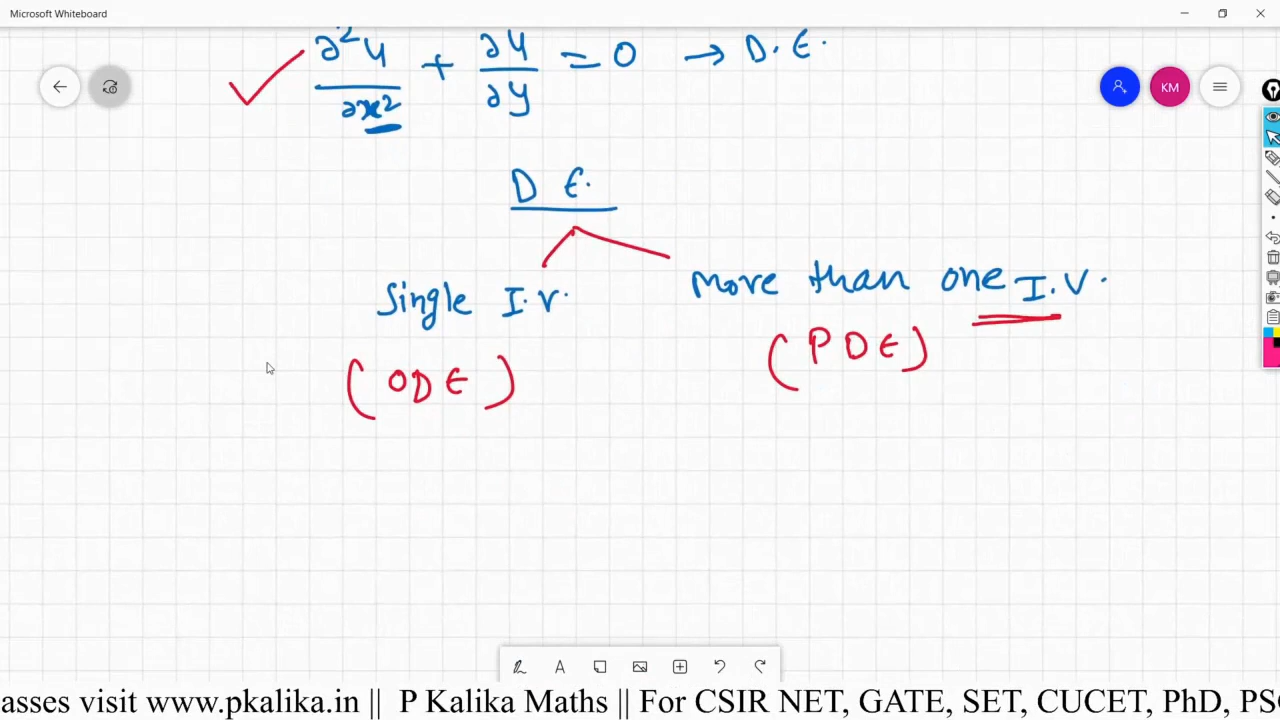 Microsoft Whiteboard
∂²u/∂x² + ∂u/∂y = 0 → D.E.
KM
D E.
Single I.V.
More than one I.V.
(ODE)
(PDE)
asses visit www.pkalika.in || P Kalika Maths || For CSIR NET, GATE, SET, CUCET, PhD, PS